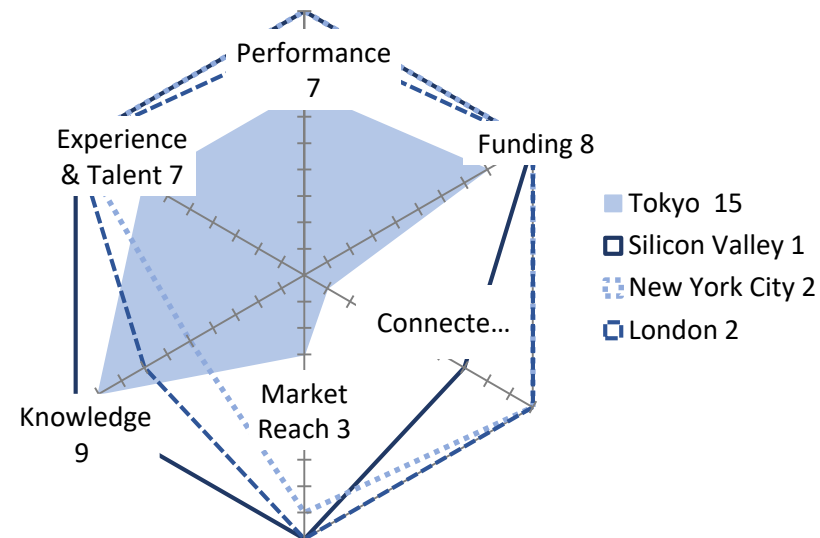 Performance
7
Experience
& Talent 7
Funding 8
Connecte...
Market
Reach 3
Knowledge
9
Tokyo 15
Silicon Valley 1
New York City 2
London 2